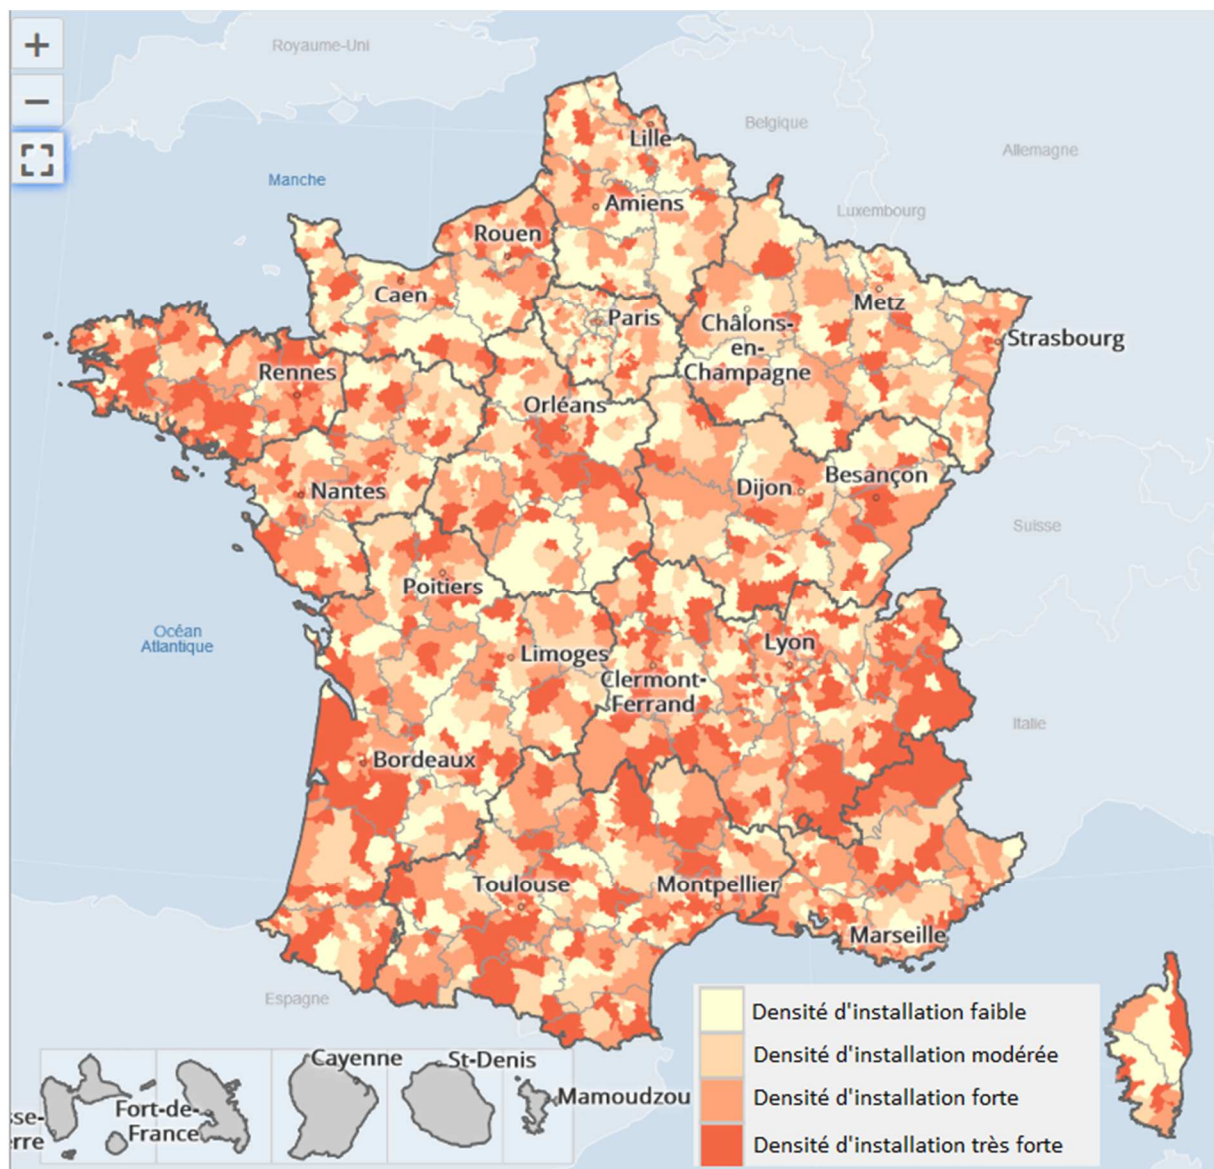 +
Royaume-Uni
−
Belgique
Lille
Allemagne
Manche
Amiens
Luxembourg
Rouen
Caen
Paris
Metz
Châlons-
en-
Champagne
Strasbourg
Rennes
Orléans
Nantes
Dijon
Besançon
Suisse
Poitiers
Océan
Atlantique
Limoges
Lyon
Clermont-
Ferrand
Italie
Bordeaux
Toulouse
Montpellier
Marseille
Espagne
Densité d'installation faible
Densité d'installation modérée
Densité d'installation forte
Densité d'installation très forte
Cayenne
St-Denis
Mamoudzou
sse-
erre
Fort-de-
France